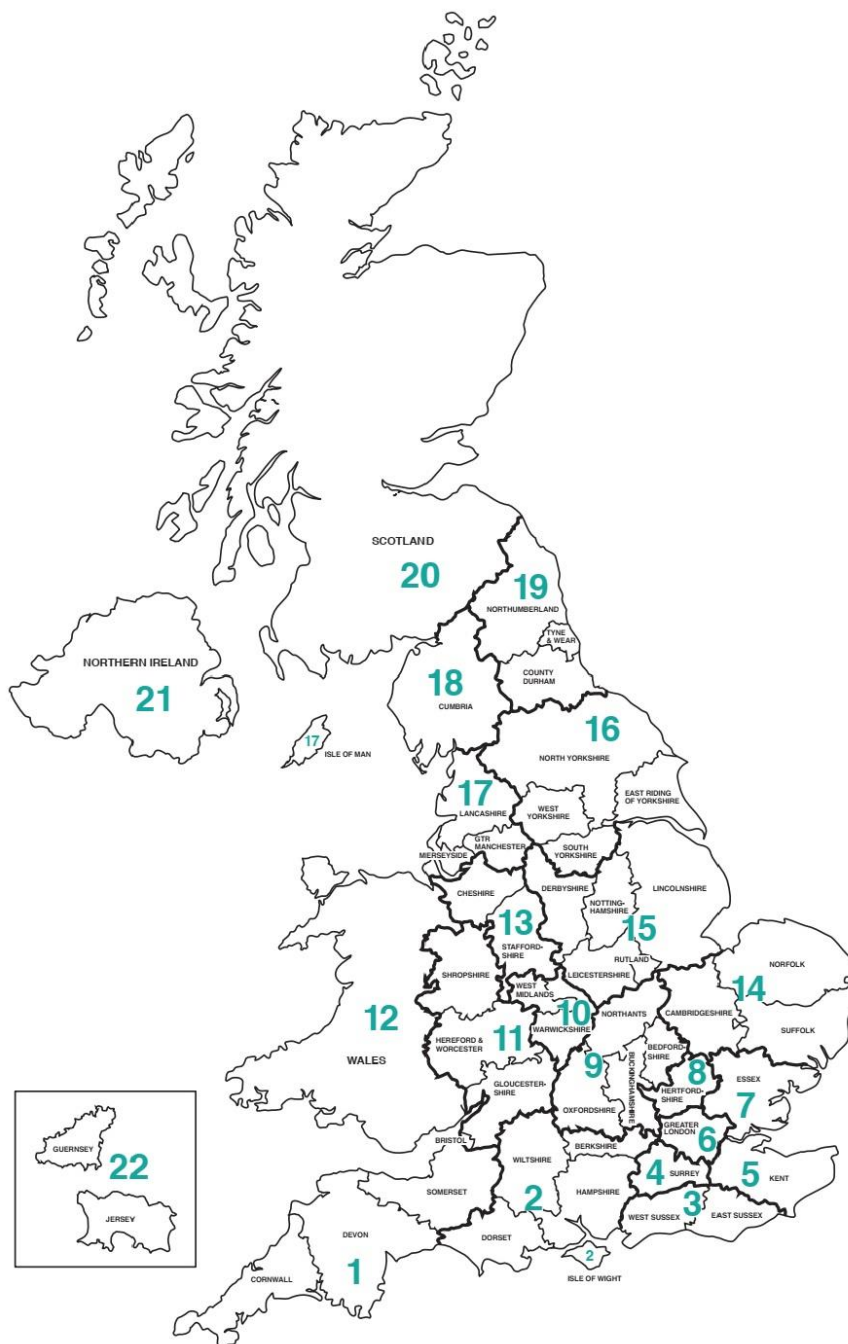 SCOTLAND
20
19
NORTHUMBERLAND
TYNE
& WEAR
NORTHERN IRELAND
21
COUNTY
DURHAM
18
CUMBRIA
17
ISLE OF MAN
16
NORTH YORKSHIRE
17
LANCASHIRE
WEST
YORKSHIRE
EAST RIDING
OF YORKSHIRE
GTR
MANCHESTER
MERSEYSIDE
SOUTH
YORKSHIRE
CHESHIRE
DERBYSHIRE
LINCOLNSHIRE
NOTTING-
HAMSHIRE
13
STAFFORD-
SHIRE
15
RUTLAND
LEICESTERSHIRE
SHROPSHIRE
NORFOLK
14
WEST
MIDLANDS
10
WARWICKSHIRE
NORTHANTS
CAMBRIDGESHIRE
SUFFOLK
12
WALES
11
HEREFORD &
WORCESTER
BEDFORD-
SHIRE
9
BUCKINGHAMSHIRE
8
HERTFORD-
SHIRE
ESSEX
7
GLOUCESTER-
SHIRE
OXFORDSHIRE
GREATER
LONDON
6
BRISTOL
BERKSHIRE
WILTSHIRE
4
SURREY
5
KENT
GUERNSEY
22
JERSEY
SOMERSET
2
HAMPSHIRE
3
WEST SUSSEX
EAST SUSSEX
DEVON
DORSET
1
CORNWALL
2
ISLE OF WIGHT